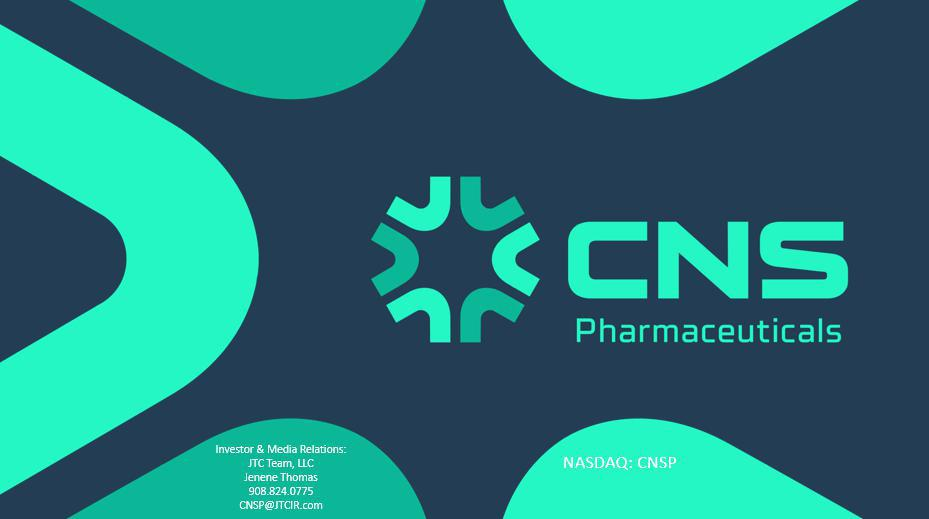 CNS
Pharmaceuticals
Investor & Media Relations:
JTC Team, LLC
Jenene Thomas
908.824.0775
CNSP@JTCIR.com
NASDAQ: CNSP